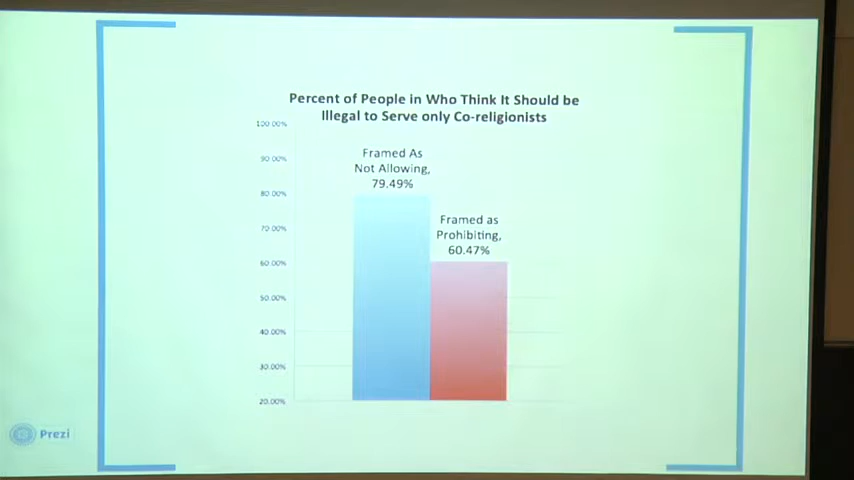 Percent of People in Who Think It Should be
Illegal to Serve only Co-religionists
100.00%
90.00%
80.00%
70.00%
60.00%
50.00%
40.00%
30.00%
20.00%
Framed As
Not Allowing,
79.49%
Framed as
Prohibiting,
60.47%
Prezi